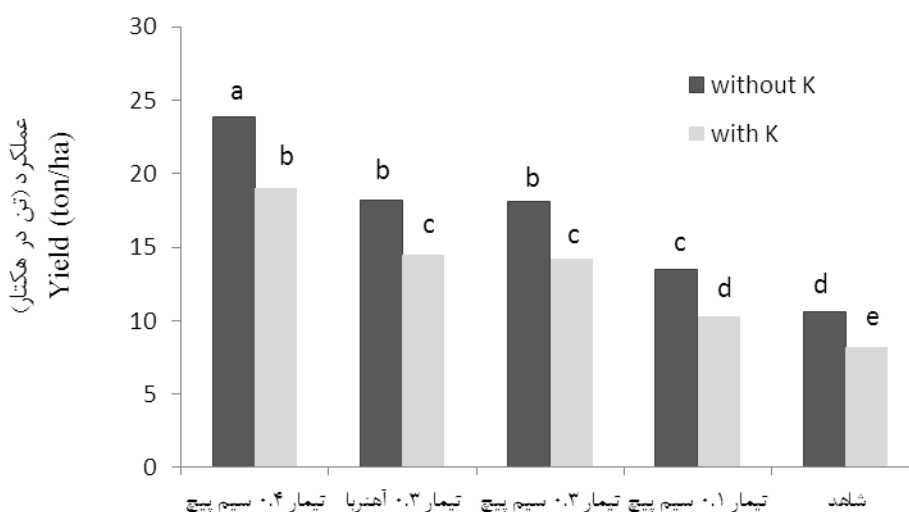 عملکرد (تن در هکتار)
Yield (ton/ha)
30
25
20
15
10
5
0
without K
with K
a
b
b
c
b
c
c
d
d
e
تیمار ۰.۴ سیم پیچ
تیمار ۰.۳ آهنربا
تیمار ۰.۳ سیم پیچ
تیمار ۰.۱ سیم پیچ
شاهد